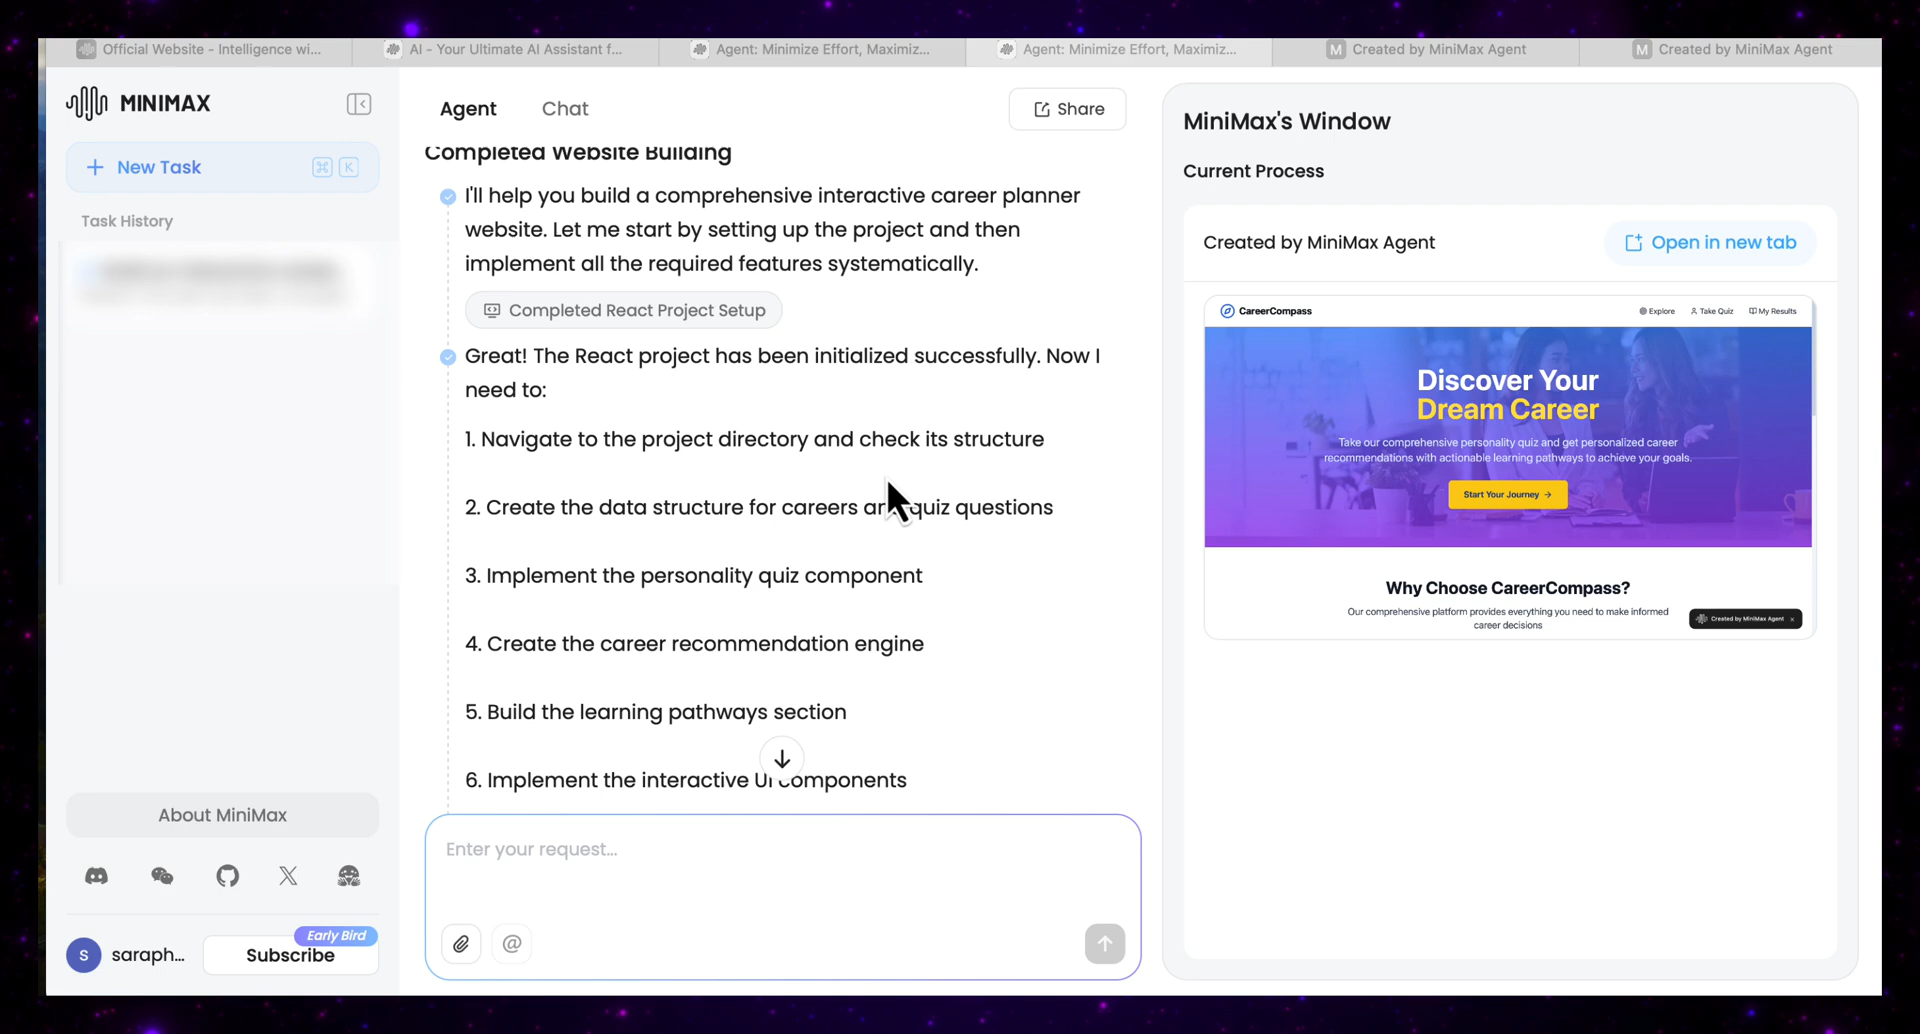 Official Website - Intelligence wi...
AI - Your Ultimate AI Assistant f...
Agent: Minimize Effort, Maximiz...
Agent: Minimize Effort, Maximiz...
M Created by MiniMax Agent
M Created by MiniMax Agent
MINIMAX
+ New Task
⌘ K
Task History
About MiniMax
S
saraph...
Early Bird
Subscribe
Agent
Chat
Share
Completed Website Building
I'll help you build a comprehensive interactive career planner
website. Let me start by setting up the project and then
implement all the required features systematically.
Completed React Project Setup
Great! The React project has been initialized successfully. Now I
need to:
1. Navigate to the project directory and check its structure
2. Create the data structure for careers and quiz questions
3. Implement the personality quiz component
4. Create the career recommendation engine
5. Build the learning pathways section
6. Implement the interactive UI components
Enter your request...
@
MiniMax's Window
Current Process
Created by MiniMax Agent
Open in new tab
CareerCompass
Explore
Take Quiz
My Results
Discover Your
Dream Career
Take our comprehensive personality quiz and get personalized career
recommendations with actionable learning pathways to achieve your goals.
Start Your Journey →
Why Choose CareerCompass?
Our comprehensive platform provides everything you need to make informed
career decisions
Created by MiniMax Agent ×